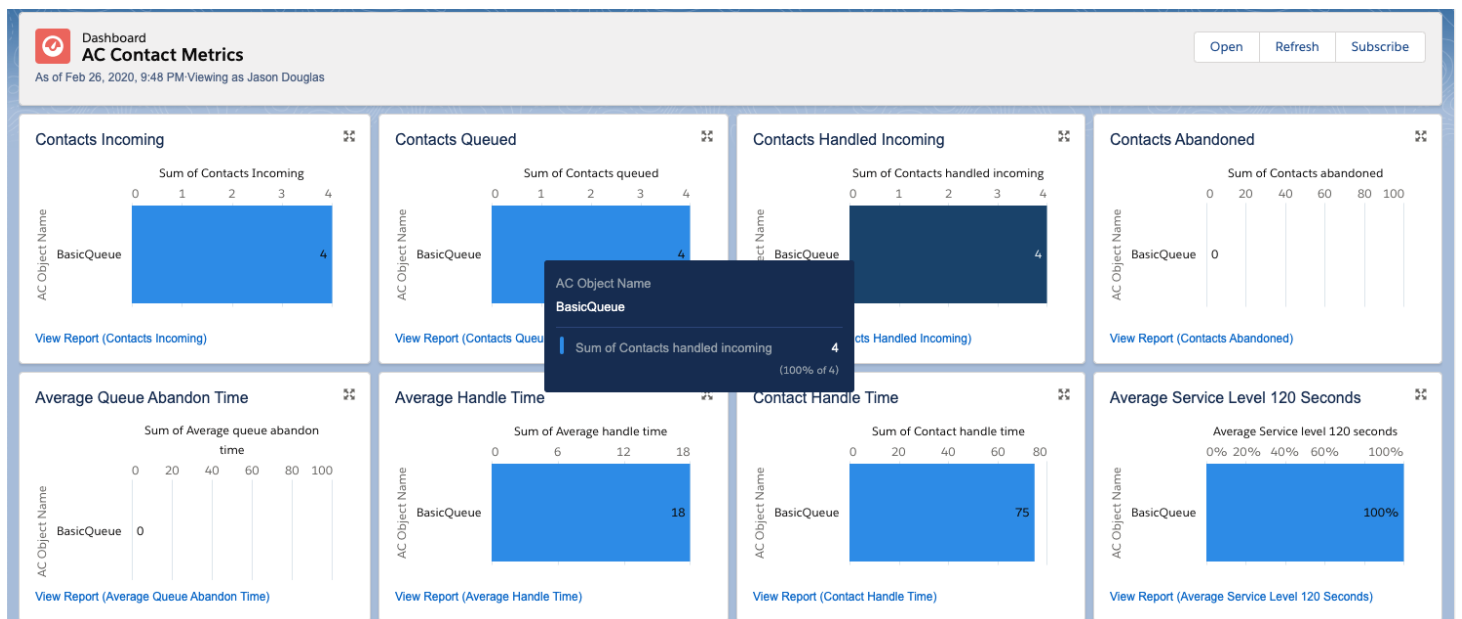 Dashboard
AC Contact Metrics
As of Feb 26, 2020, 9:48 PM·Viewing as Jason Douglas
Open Refresh Subscribe
Contacts Incoming
Sum of Contacts Incoming
0 1 2 3 4
AC Object Name
BasicQueue
4
View Report (Contacts Incoming)
Contacts Queued
Sum of Contacts queued
0 1 2 3 4
AC Object Name
BasicQueue
4
View Report (Contacts Queu
Contacts Handled Incoming
Sum of Contacts handled incoming
0 1 2 3 4
ct Name
BasicQueue
4
cts Handled Incoming)
AC Object Name
BasicQueue
Sum of Contacts handled incoming 4
(100% of 4)
Contacts Abandoned
Sum of Contacts abandoned
0 20 40 60 80 100
AC Object Name
BasicQueue
0
View Report (Contacts Abandoned)
Average Queue Abandon Time
Sum of Average queue abandon
time
0 20 40 60 80 100
AC Object Name
BasicQueue
0
View Report (Average Queue Abandon Time)
Average Handle Time
Sum of Average handle time
0 6 12 18
AC Object Name
BasicQueue
18
View Report (Average Handle Time)
Contact Handle Time
Sum of Contact handle time
0 20 40 60 80
AC Object Name
BasicQueue
75
View Report (Contact Handle Time)
Average Service Level 120 Seconds
Average Service level 120 seconds
0% 20% 40% 60% 100%
AC Object Name
BasicQueue
100%
View Report (Average Service Level 120 Seconds)